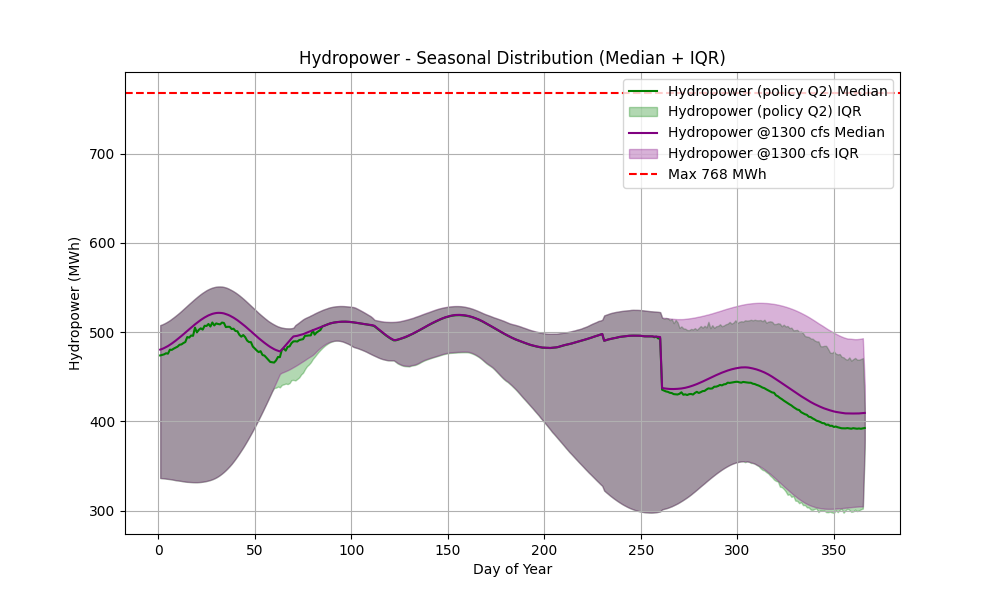 Hydropower - Seasonal Distribution (Median + IQR)
Hydropower (policy Q2) Median
Hydropower (policy Q2) IQR
Hydropower @1300 cfs Median
Hydropower @1300 cfs IQR
Max 768 MWh
Hydropower (MWh)
700
600
500
400
300
0 50 100 150 200 250 300 350
Day of Year